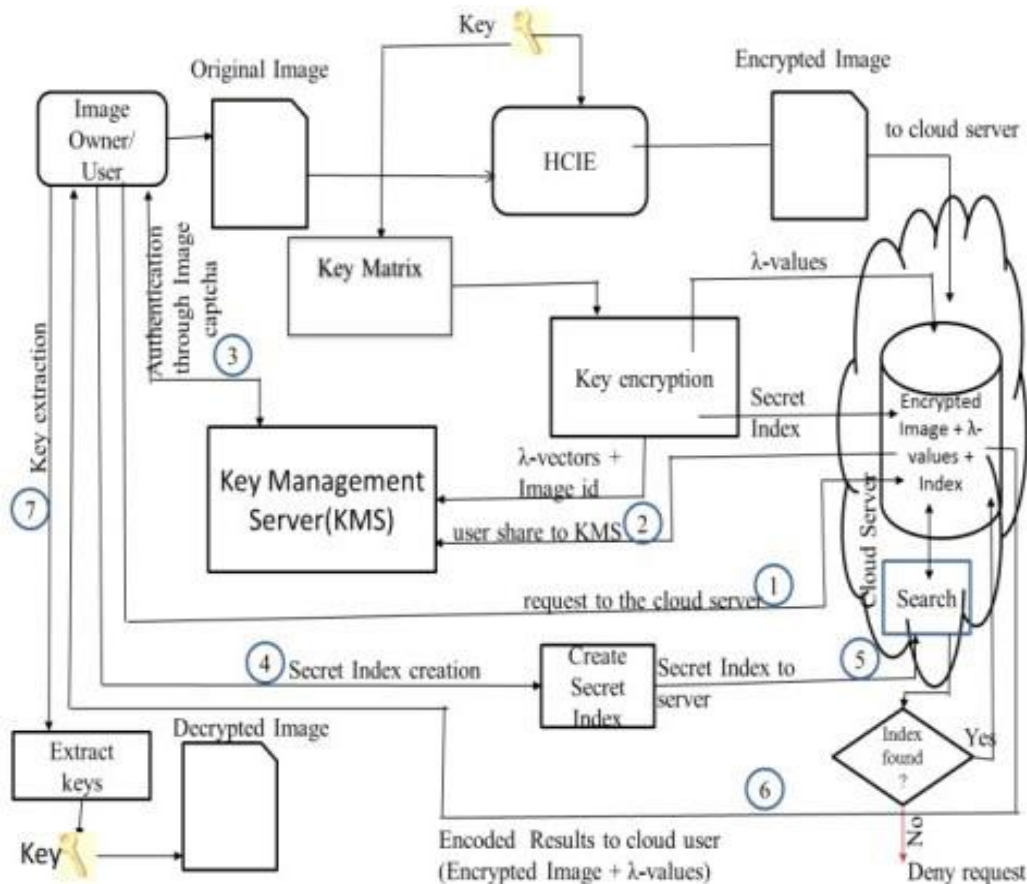 Key
Original Image
Encrypted Image
Image
Owner/
User
HCIE
to cloud server
Key Matrix
λ-values
Authentication
through Image
captcha
3
Key encryption
Secret
Index
Encrypted
Image + λ-
values +
Index
Key extraction
λ-vectors +
Image id
Key Management
Server(KMS)
7
2
user share to KMS
Cloud Server
1
request to the cloud server
Search
4
Secret Index creation
Create
Secret
Index
Secret Index to
server
5
Decrypted Image
Extract
keys
Index
found
?
Yes
6
No
Key
Encoded Results to cloud user
(Encrypted Image + λ-values)
Deny request